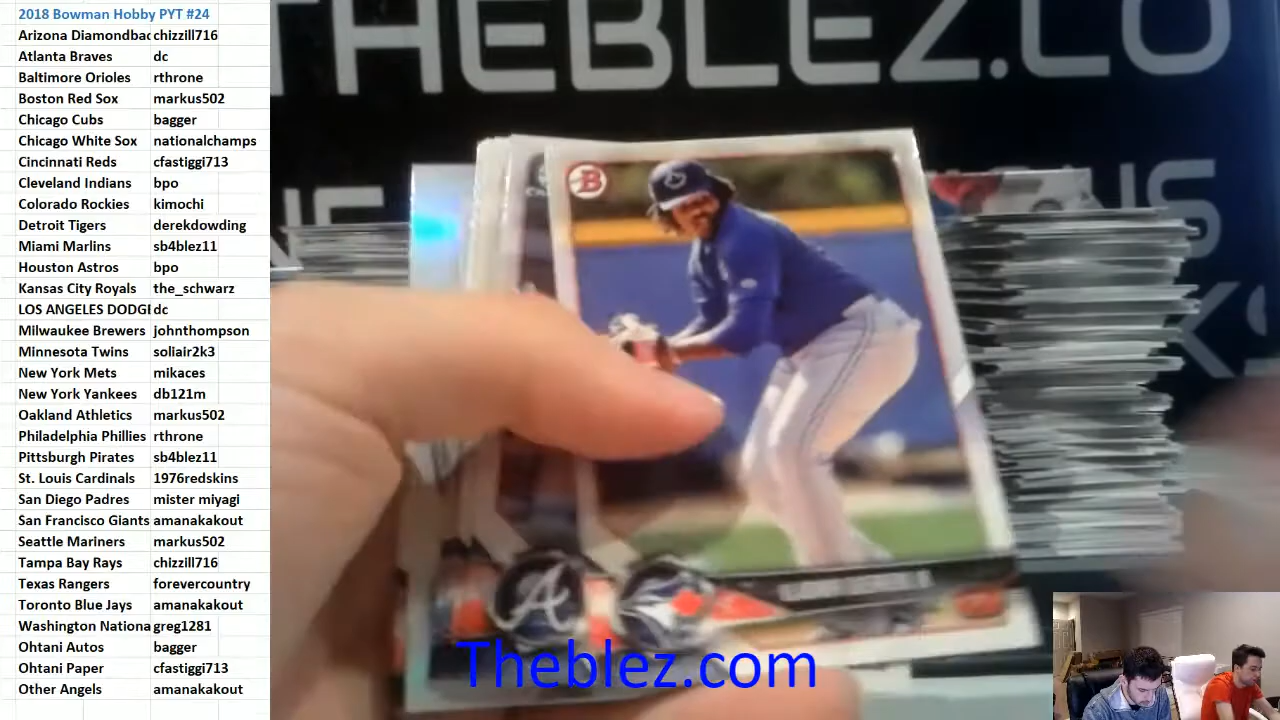 2018 Bowman Hobby PYT #24
Arizona Diamondbac chizzill716
Atlanta Braves dc
Baltimore Orioles rthrone
Boston Red Sox markus502
Chicago Cubs bagger
Chicago White Sox nationalchamps
Cincinnati Reds cfastiggi713
Cleveland Indians bpo
Colorado Rockies kimochi
Detroit Tigers derekdowding
Miami Marlins sb4blez11
Houston Astros bpo
Kansas City Royals the_schwarz
LOS ANGELES DODGI dc
Milwaukee Brewers johnthompson
Minnesota Twins soliair2k3
New York Mets mikaces
New York Yankees db121m
Oakland Athletics markus502
Philadelphia Phillies rthrone
Pittsburgh Pirates sb4blez11
St. Louis Cardinals 1976redskins
San Diego Padres mister miyagi
San Francisco Giants amanakakout
Seattle Mariners markus502
Tampa Bay Rays chizzill716
Texas Rangers forevercountry
Toronto Blue Jays amanakakout
Washington Nationa greg1281
Ohtani Autos bagger
Ohtani Paper cfastiggi713
Other Angels amanakakout
THEBLEZ.CO
B
A
Theblez.com